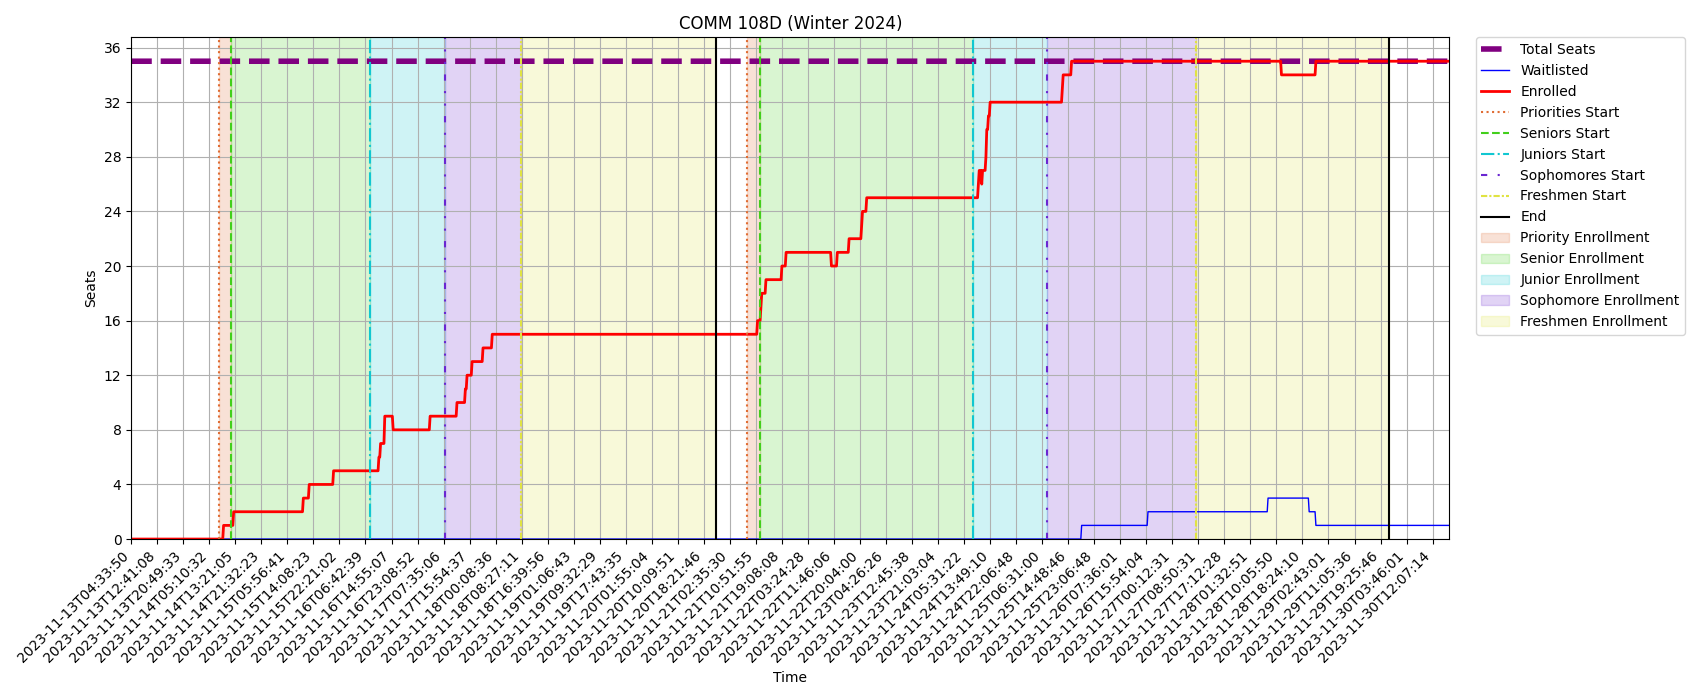 COMM 108D (Winter 2024)
36
32
28
24
20
16
12
8
4
0
Seats
2023-11-13T04:33:50
2023-11-13T12:41:08
2023-11-13T20:49:33
2023-11-14T05:10:32
2023-11-14T13:21:05
2023-11-14T21:32:23
2023-11-15T05:56:41
2023-11-15T14:08:23
2023-11-15T22:21:02
2023-11-16T06:42:39
2023-11-16T14:55:07
2023-11-16T23:08:52
2023-11-17T07:35:06
2023-11-17T15:54:37
2023-11-18T00:08:36
2023-11-18T08:27:11
2023-11-18T16:39:56
2023-11-19T01:06:43
2023-11-19T09:32:29
2023-11-19T17:43:35
2023-11-20T01:55:04
2023-11-20T10:09:51
2023-11-20T18:21:46
2023-11-21T02:35:30
2023-11-21T10:51:55
2023-11-21T19:08:08
2023-11-22T03:24:28
2023-11-22T11:46:06
2023-11-22T20:04:00
2023-11-23T04:26:26
2023-11-23T12:45:38
2023-11-23T21:03:04
2023-11-24T05:31:22
2023-11-24T13:49:10
2023-11-24T22:06:48
2023-11-25T06:31:00
2023-11-25T14:48:46
2023-11-25T23:06:48
2023-11-26T07:36:01
2023-11-26T15:54:04
2023-11-27T00:12:31
2023-11-27T08:50:31
2023-11-27T17:12:28
2023-11-28T01:32:51
2023-11-28T10:05:50
2023-11-28T18:24:10
2023-11-29T02:43:01
2023-11-29T11:05:36
2023-11-29T19:25:46
2023-11-30T03:46:01
2023-11-30T12:07:14
Time
Total Seats
Waitlisted
Enrolled
Priorities Start
Seniors Start
Juniors Start
Sophomores Start
Freshmen Start
End
Priority Enrollment
Senior Enrollment
Junior Enrollment
Sophomore Enrollment
Freshmen Enrollment